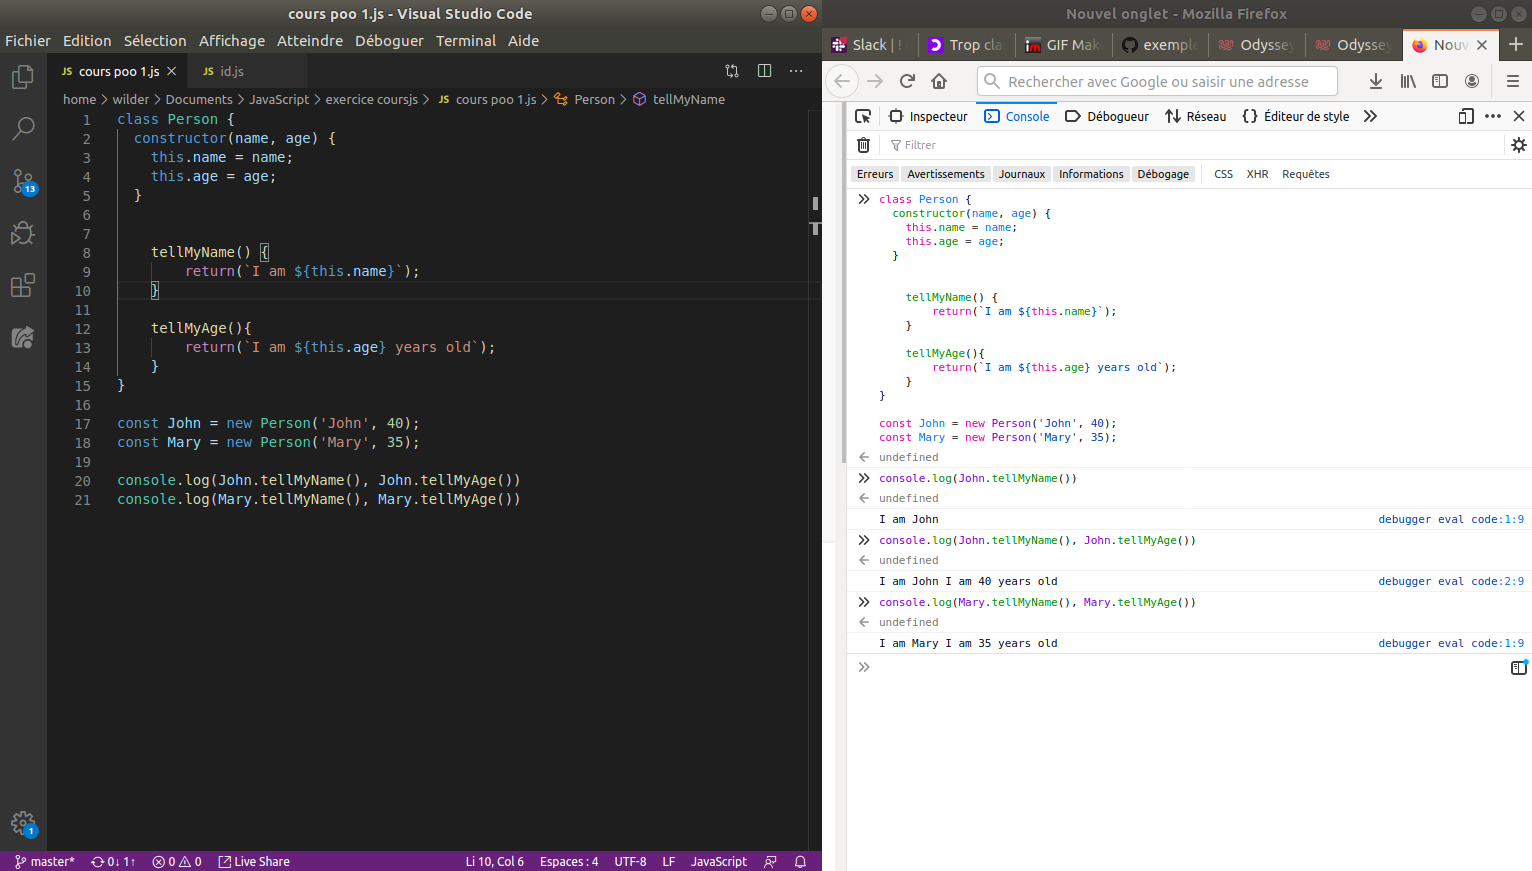 cours poo 1.js - Visual Studio Code
Fichier Edition Sélection Affichage Atteindre Déboguer Terminal Aide
JS cours poo 1.js
JS id.js
home > wilder > Documents > JavaScript > exercice coursjs > JS cours poo 1.js > Person > tellMyName
1 class Person {
2 constructor(name, age) {
3 this.name = name;
4 this.age = age;
5 }
6
7
8 tellMyName() {
9 return(`I am ${this.name}`);
10 }
11
12 tellMyAge(){
13 return(`I am ${this.age} years old`);
14 }
15 }
16
17 const John = new Person('John', 40);
18 const Mary = new Person('Mary', 35);
19
20 console.log(John.tellMyName(), John.tellMyAge())
21 console.log(Mary.tellMyName(), Mary.tellMyAge())
13
1
master* 0↓ 1↑ 0 0 Live Share Li 10, Col 6 Espaces : 4 UTF-8 LF JavaScript
Nouvel onglet - Mozilla Firefox
Slack | ! Trop cla GIF Mak exemple Odyssey Odyssey Nouv
Rechercher avec Google ou saisir une adresse
Inspecteur Console Débogueur Réseau {} Éditeur de style
Filtrer
Erreurs Avertissements Journaux Informations Débogage CSS XHR Requêtes
class Person {
constructor(name, age) {
this.name = name;
this.age = age;
}
tellMyName() {
return(`I am ${this.name}`);
}
tellMyAge(){
return(`I am ${this.age} years old`);
}
}
const John = new Person('John', 40);
const Mary = new Person('Mary', 35);
undefined
console.log(John.tellMyName())
undefined
I am John debugger eval code:1:9
console.log(John.tellMyName(), John.tellMyAge())
undefined
I am John I am 40 years old debugger eval code:2:9
console.log(Mary.tellMyName(), Mary.tellMyAge())
undefined
I am Mary I am 35 years old debugger eval code:1:9